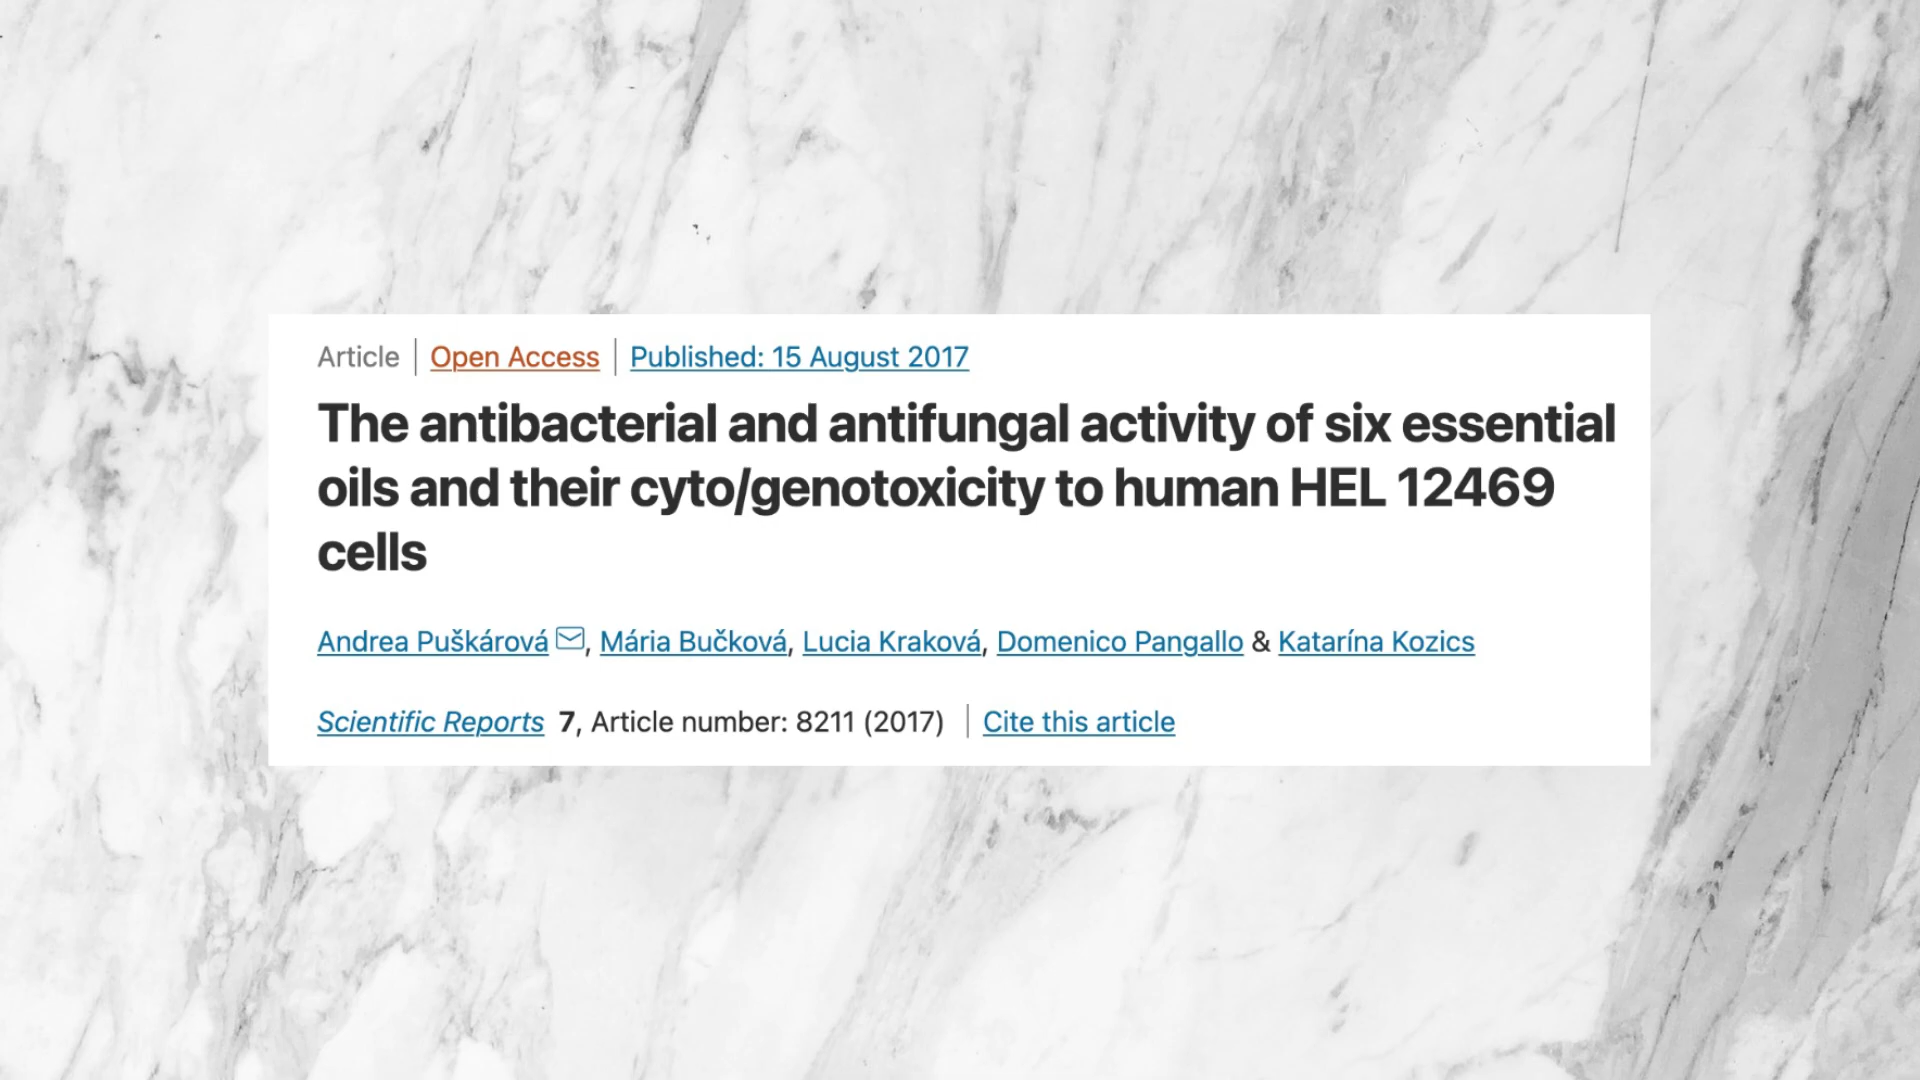 Article | Open Access | Published: 15 August 2017
The antibacterial and antifungal activity of six essential
oils and their cyto/genotoxicity to human HEL 12469
cells
Andrea Puškárová, Mária Bučková, Lucia Kraková, Domenico Pangallo & Katarína Kozics
Scientific Reports 7, Article number: 8211 (2017) | Cite this article